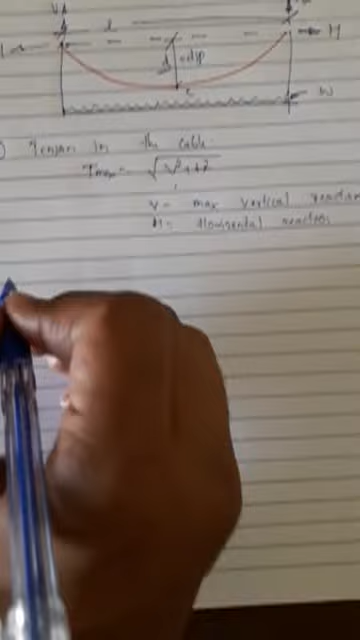 V
l
H
dip
c
W
) Tension in the cable
Tmax = √V²+H²
V = max vertical reaction
H = Horizontal reaction